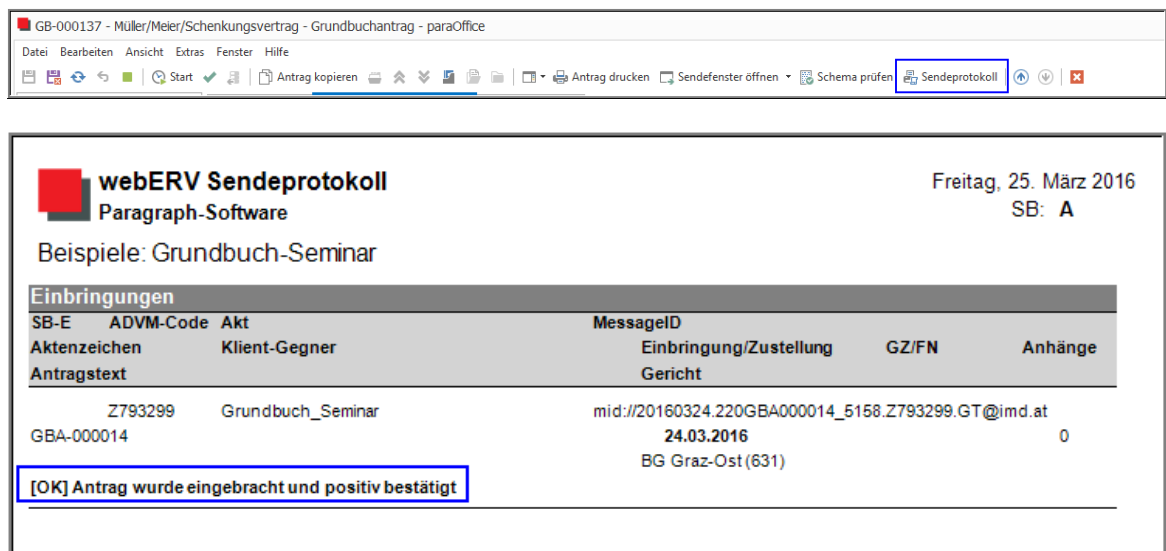 GB-000137 - Müller/Meier/Schenkungsvertrag - Grundbuchantrag - paraOffice
Datei Bearbeiten Ansicht Extras Fenster Hilfe
Start Antrag kopieren Antrag drucken Sendefenster öffnen Schema prüfen Sendeprotokoll
webERV Sendeprotokoll Freitag, 25. März 2016
Paragraph-Software SB: A
Beispiele: Grundbuch-Seminar
Einbringungen
SB-E ADVM-Code Akt MessageID
Aktenzeichen Klient-Gegner Einbringung/Zustellung GZ/FN Anhänge
Antragstext Gericht
Z793299 Grundbuch_Seminar mid://20160324.220GBA000014_5158.Z793299.GT@imd.at
GBA-000014 24.03.2016 0
BG Graz-Ost (631)
[OK] Antrag wurde eingebracht und positiv bestätigt